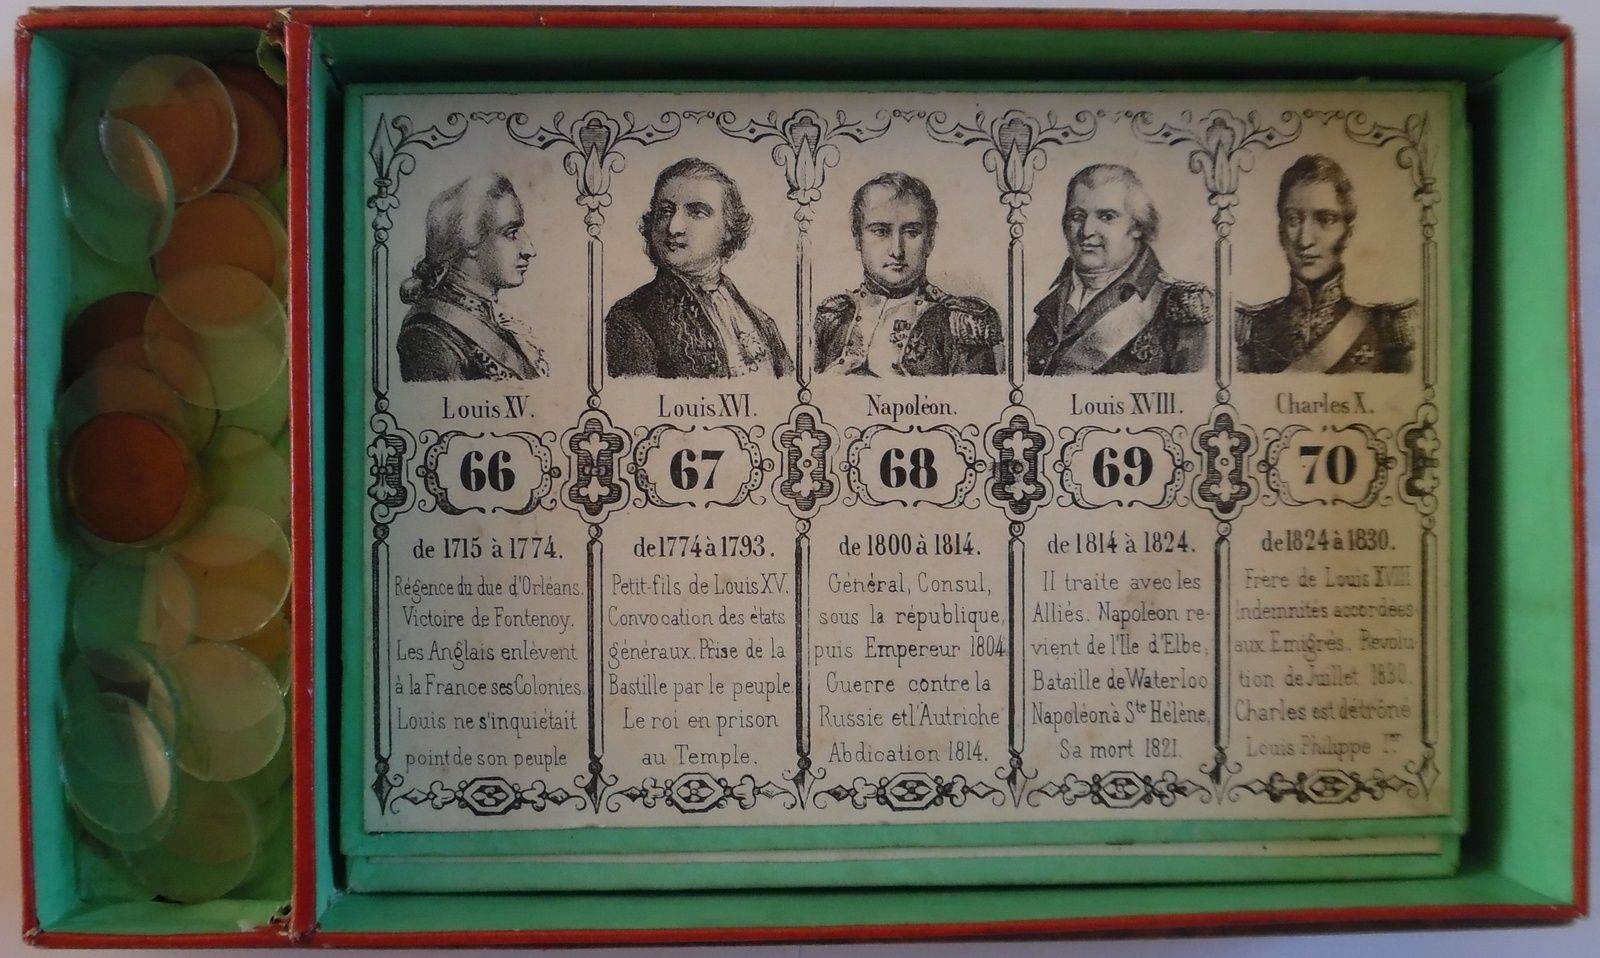 Louis XV.
66
de 1715 à 1774.
Régence du duc d'Orléans.
Victoire de Fontenoy.
Les Anglais enlèvent
à la France ses Colonies.
Louis ne s'inquiétait
point de son peuple
Louis XVI.
67
de 1774 à 1793.
Petit-fils de Louis XV.
Convocation des états
généraux. Prise de la
Bastille par le peuple.
Le roi en prison
au Temple.
Napoléon.
68
de 1800 à 1814.
Général, Consul,
sous la république,
puis Empereur 1804.
Guerre contre la
Russie et l'Autriche
Abdication 1814.
Louis XVIII.
69
de 1814 à 1824.
Il traite avec les
Alliés. Napoléon re-
vient de l'Ile d'Elbe,
Bataille de Waterloo
Napoléon à Ste Hélène,
Sa mort 1821.
Charles X.
70
de 1824 à 1830.
Frère de Louis XVIII
Indemnités accordées
aux Emigrés. Revolu-
tion de Juillet 1830.
Charles est détrôné
Louis Philippe 1er